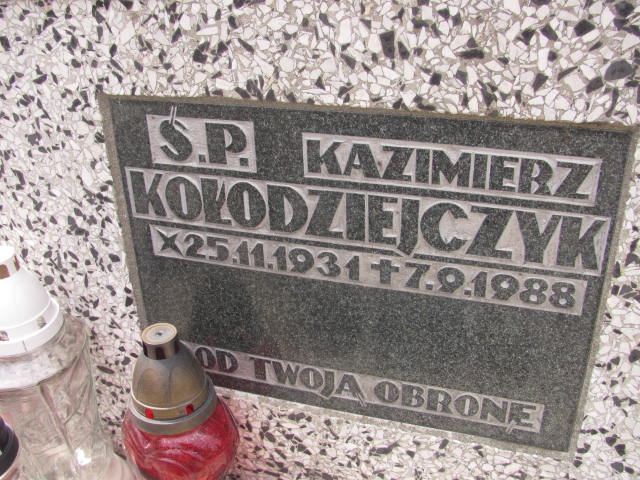 Ś.P. KAZIMIERZ
KOŁODZIEJCZYK
×25.11.1931 ✝7.9.1988
OD TWOJĄ OBRONĘ